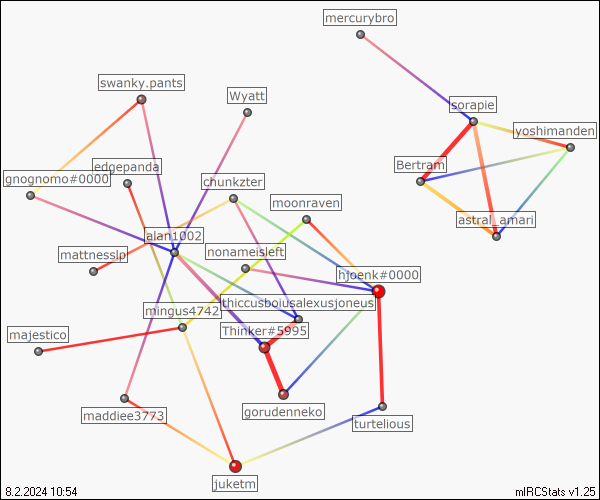 mercurybro
swanky.pants
Wyatt
sorapie
yoshimanden
edgepanda
Bertram
gnognomo#0000
chunkzter
moonraven
astral_amari
alan1002
mattnesslp
nonameisleft
hjoenk#0000
thiccusboiusalexusjoneus
mingus4742
Thinker#5995
majestico
maddiee3773
gorudenneko
turtelious
juketm
8.2.2024 10:54
mIRCStats v1.25